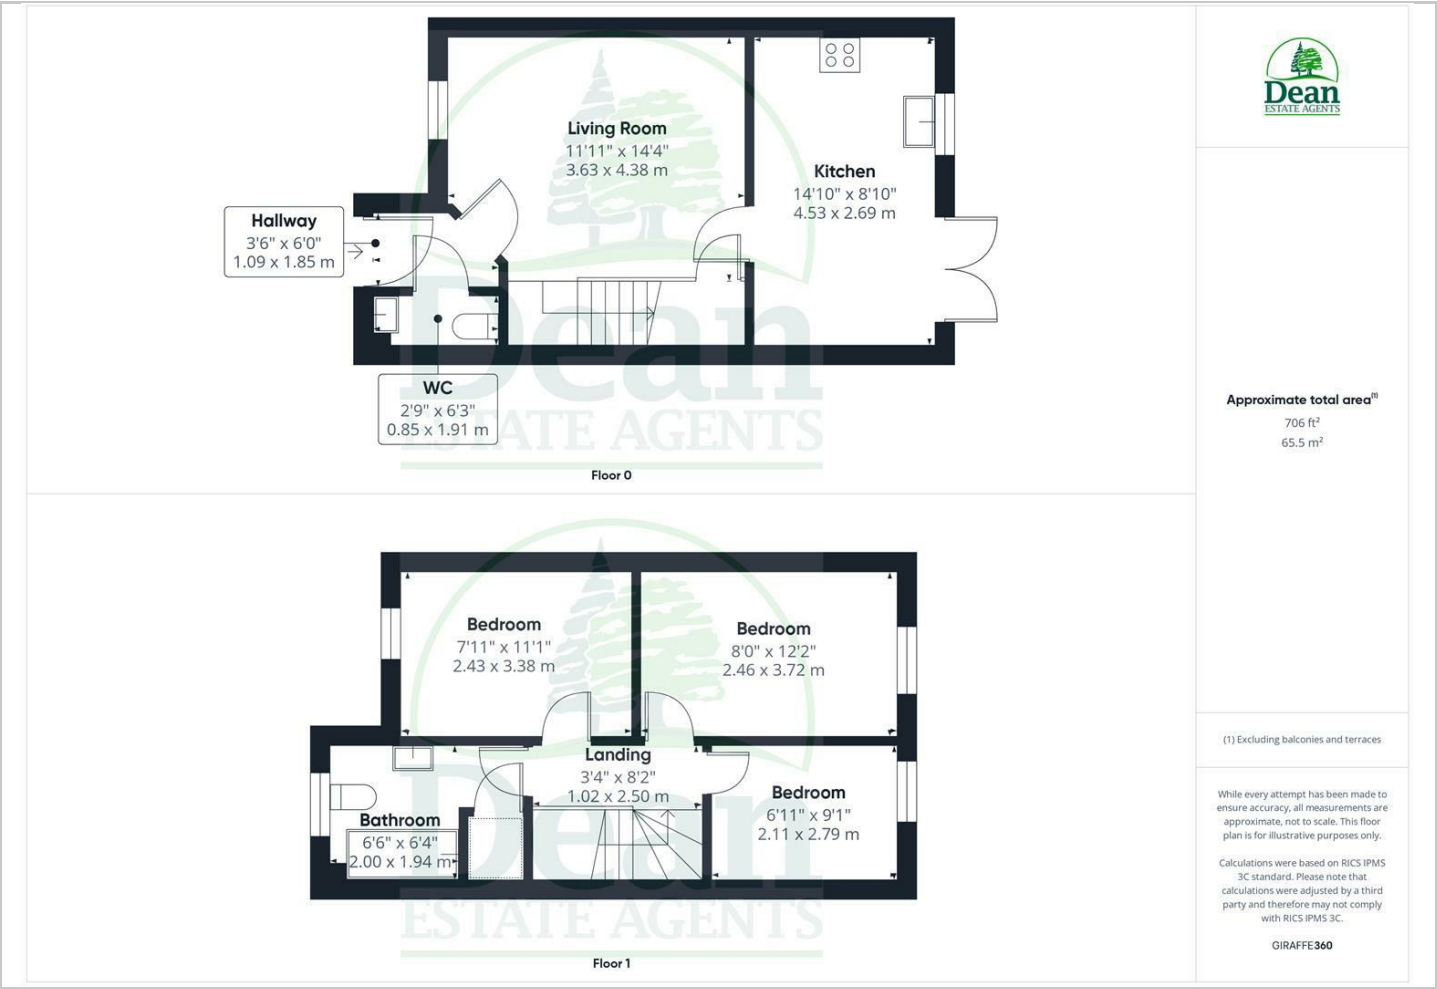 Living Room
11'11" x 14'4"
3.63 x 4.38 m
Kitchen
14'10" x 8'10"
4.53 x 2.69 m
Hallway
3'6" x 6'0"
1.09 x 1.85 m
WC
2'9" x 6'3"
0.85 x 1.91 m
Dean
ESTATE AGENTS
Floor 0
Bedroom
7'11" x 11'1"
2.43 x 3.38 m
Bedroom
8'0" x 12'2"
2.46 x 3.72 m
Landing
3'4" x 8'2"
1.02 x 2.50 m
Bedroom
6'11" x 9'1"
2.11 x 2.79 m
Bathroom
6'6" x 6'4"
2.00 x 1.94 m
Dean
ESTATE AGENTS
Floor 1
Dean
ESTATE AGENTS
Approximate total area(1)
706 ft²
65.5 m²
(1) Excluding balconies and terraces
While every attempt has been made to
ensure accuracy, all measurements are
approximate, not to scale. This floor
plan is for illustrative purposes only.
Calculations were based on RICS IPMS
3C standard. Please note that
calculations were adjusted by a third
party and therefore may not comply
with RICS IPMS 3C.
GIRAFFE360